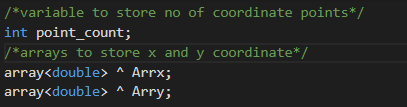 /*variable to store no of coordinate points*/
int point_count;
/*arrays to store x and y coordinate*/
array<double> ^ Arrx;
array<double> ^ Arry;